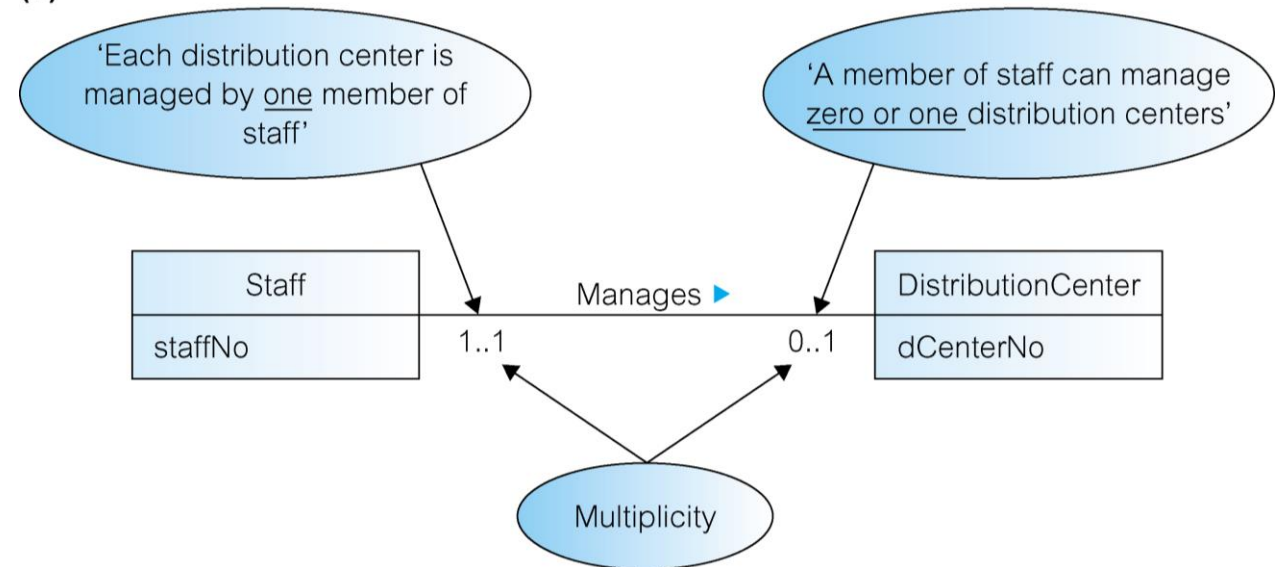 ‘Each distribution center is
managed by one member of
staff’
‘A member of staff can manage
zero or one distribution centers’
Staff
Manages ▶
DistributionCenter
staffNo
1..1
0..1
dCenterNo
Multiplicity